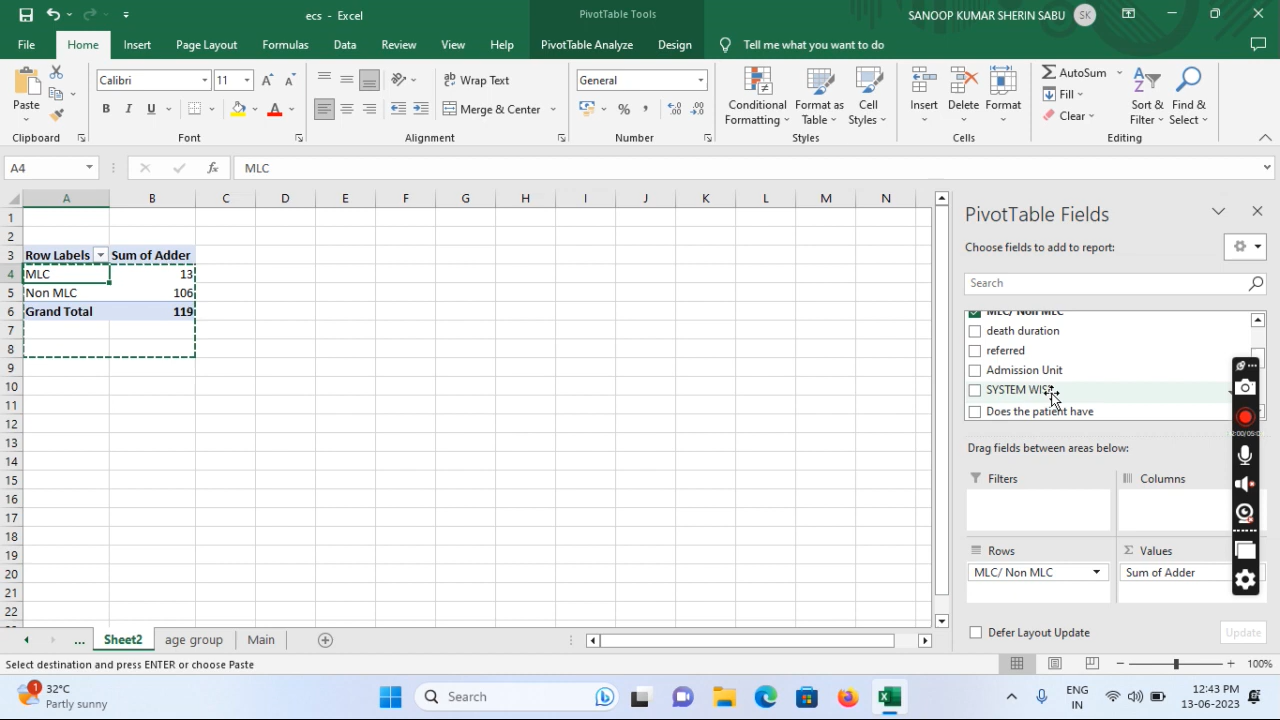 ecs - Excel
PivotTable Tools
SANOOP KUMAR SHERIN SABU
SK
File
Home
Insert
Page Layout
Formulas
Data
Review
View
Help
PivotTable Analyze
Design
Tell me what you want to do
Paste
Calibri
11
Wrap Text
Merge & Center
General
Conditional Formatting
Format as Table
Cell Styles
Insert
Delete
Format
AutoSum
Fill
Clear
Sort & Filter
Find & Select
Clipboard
Font
Alignment
Number
Styles
Cells
Editing
A4
MLC
A B C D E F G H I J K L M N
1
2
3 Row Labels Sum of Adder
4 MLC 13
5 Non MLC 106
6 Grand Total 119
7
8
9
10
11
12
13
14
15
16
17
18
19
20
21
22
PivotTable Fields
Choose fields to add to report:
Search
MLC/ Non MLC
death duration
referred
Admission Unit
SYSTEM WISE
Does the patient have
Drag fields between areas below:
Filters
Columns
Rows
Values
MLC/ Non MLC
Sum of Adder
Defer Layout Update
Update
...
Sheet2
age group
Main
Select destination and press ENTER or choose Paste
100%
1
32°C
Partly sunny
Search
ENG
IN
12:43 PM
13-06-2023